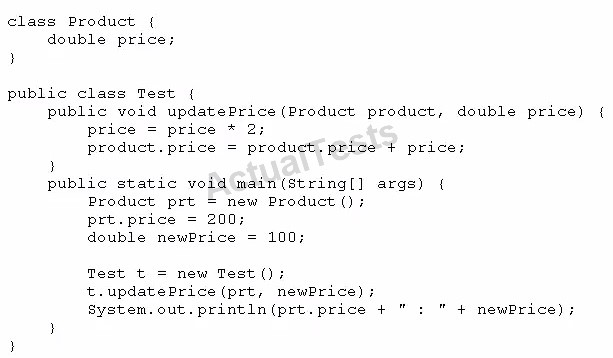 class Product {
    double price;
}
public class Test {
    public void updatePrice(Product product, double price) {
        price = price * 2;
        product.price = product.price + price;
    }
    public static void main(String[] args) {
        Product prt = new Product();
        prt.price = 200;
        double newPrice = 100;
        Test t = new Test();
        t.updatePrice(prt, newPrice);
        System.out.println(prt.price + " : " + newPrice);
    }
}
ActualTests